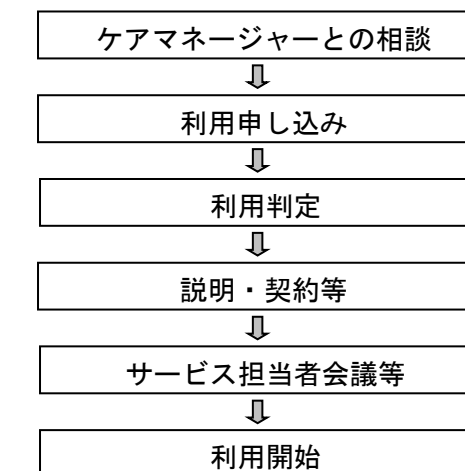 ケアマネージャーとの相談
利用申し込み
利用判定
説明・契約等
サービス担当者会議等
利用開始